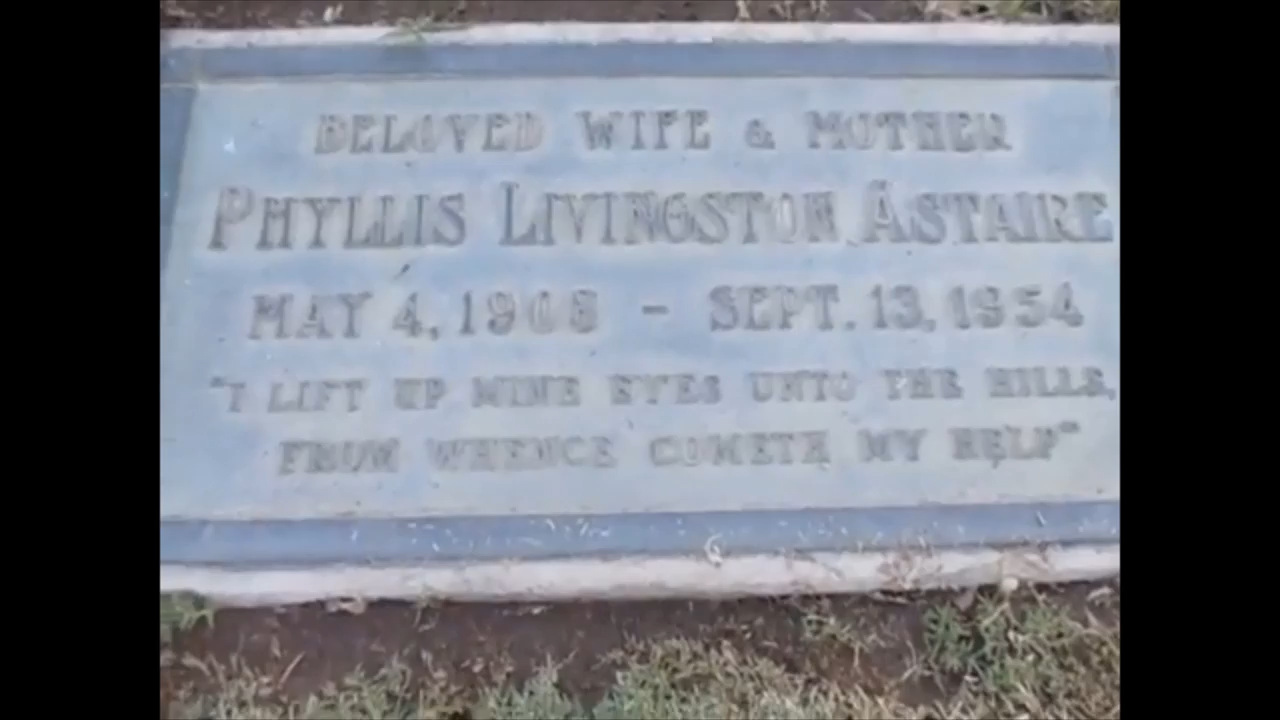 BELOVED WIFE & MOTHER
PHYLLIS LIVINGSTON ASTAIRE
MAY 4, 1908 - SEPT. 13, 1954
"I LIFT UP MINE EYES UNTO THE HILLS,
FROM WHENCE COMETH MY HELP"